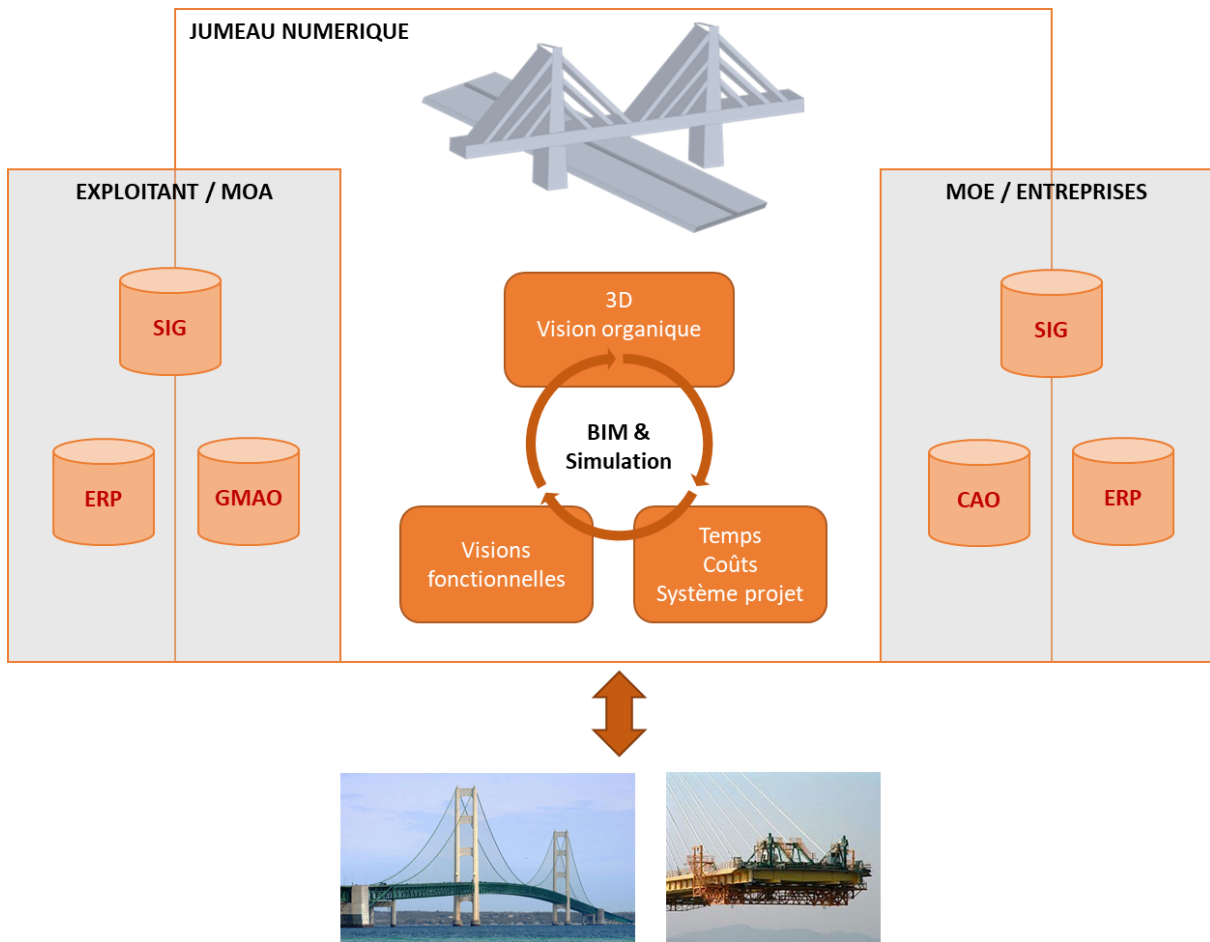 JUMEAU NUMERIQUE
EXPLOITANT / MOA
MOE / ENTREPRISES
SIG
ERP
GMAO
3D
Vision organique
BIM &
Simulation
Visions
fonctionnelles
Temps
Coûts
Système projet
SIG
CAO
ERP